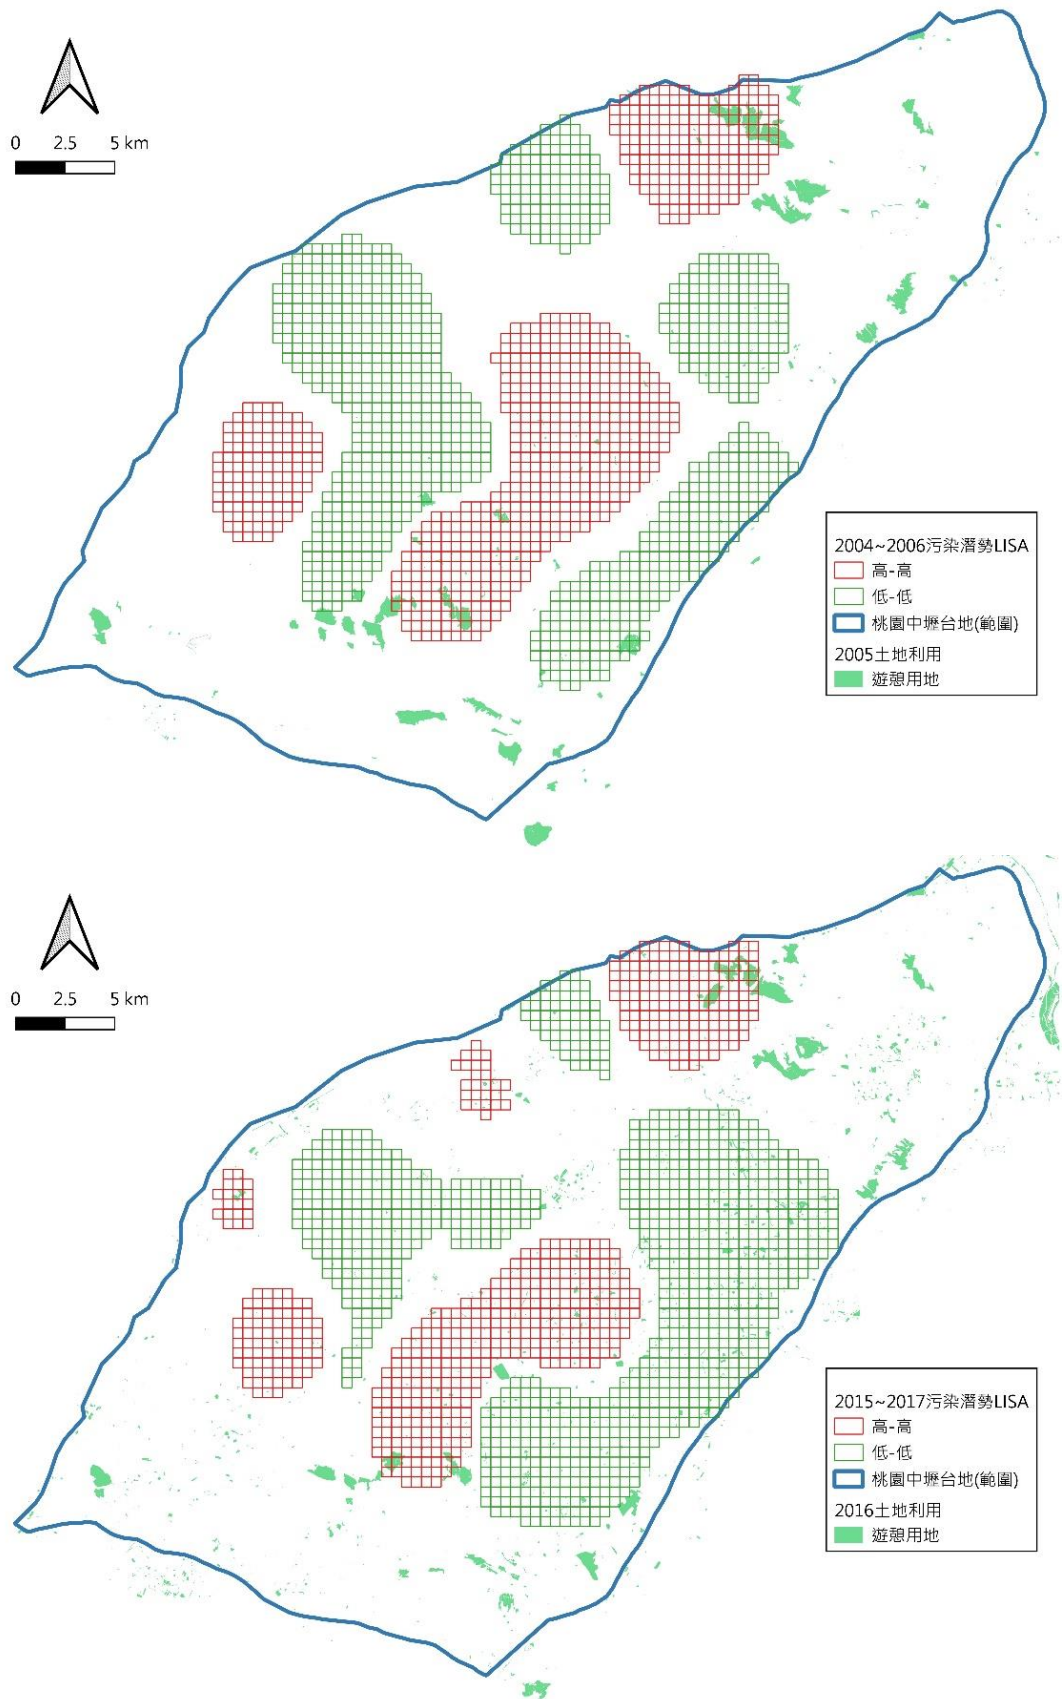 0 2.5 5 km
2004~2006污染潛勢LISA
高-高
低-低
桃園中壢台地(範圍)
2005土地利用
遊憩用地
0 2.5 5 km
2015~2017污染潛勢LISA
高-高
低-低
桃園中壢台地(範圍)
2016土地利用
遊憩用地